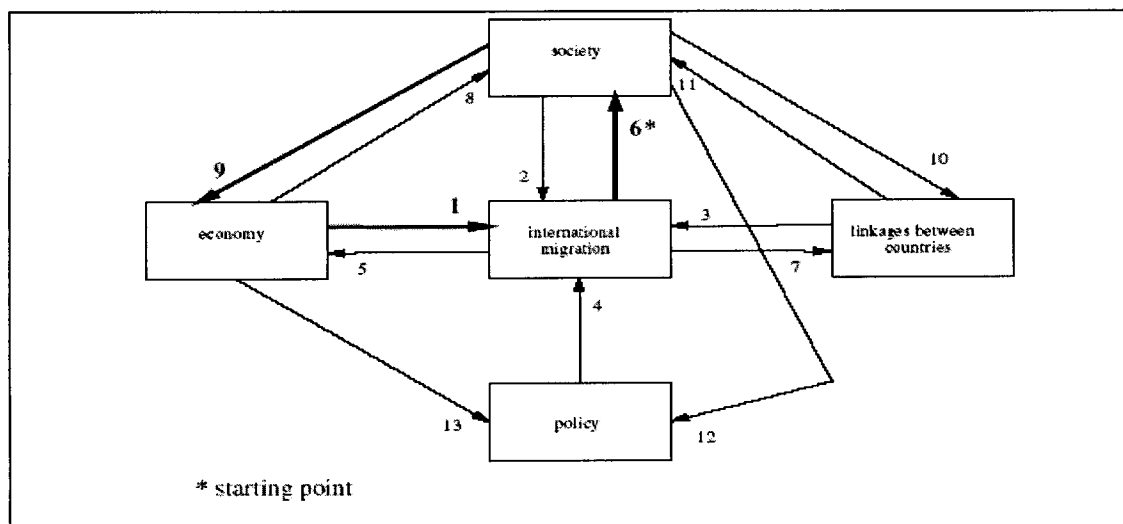 society
8
11
6*
9
2
10
1
3
economy
international
migration
linkages between
countries
5
7
4
policy
13
12
* starting point